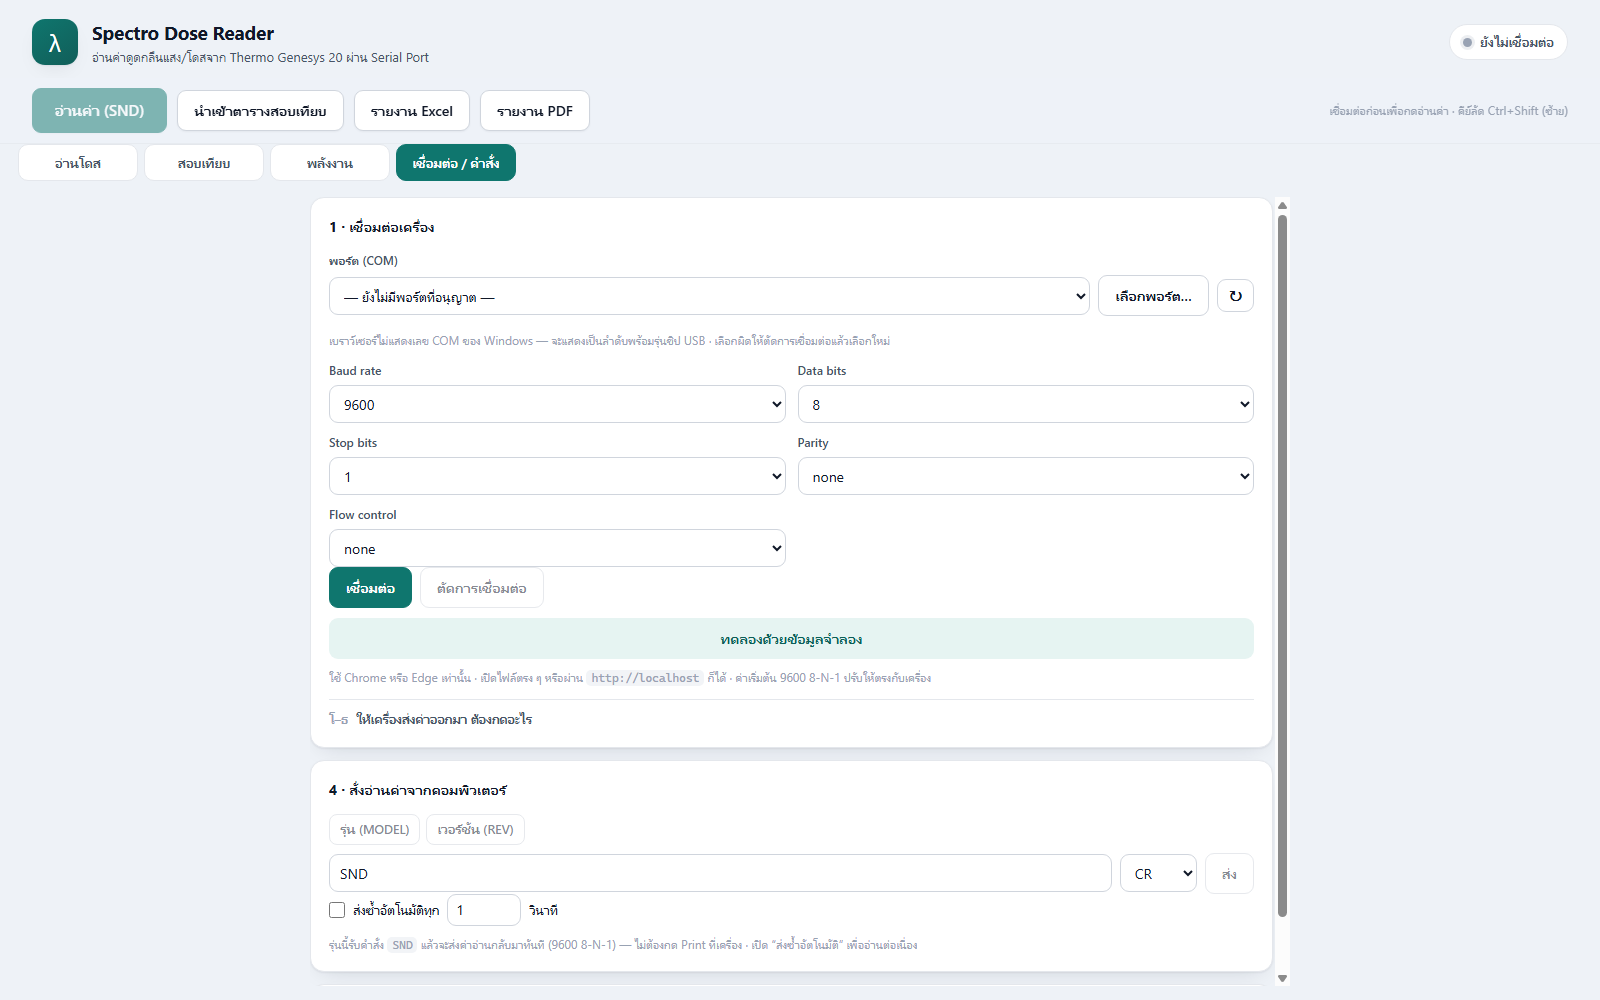 λ
Spectro Dose Reader
อ่านค่าดูดกลืนแสง/โดสจาก Thermo Genesys 20 ผ่าน Serial Port
ยังไม่เชื่อมต่อ
อ่านค่า (SND)
นำเข้าตารางสอบเทียบ
รายงาน Excel
รายงาน PDF
เชื่อมต่อก่อนเพื่อกดอ่านค่า · คีย์ลัด Ctrl+Shift (ซ้าย)
อ่านโดส
สอบเทียบ
พลังงาน
เชื่อมต่อ / คำสั่ง
1 · เชื่อมต่อเครื่อง
พอร์ต (COM)
— ยังไม่มีพอร์ตที่อนุญาต —
เลือกพอร์ต...
↻
เบราว์เซอร์ไม่แสดงเลข COM ของ Windows — จะแสดงเป็นลำดับพร้อมรุ่นชิป USB · เลือกผิดให้ตัดการเชื่อมต่อแล้วเลือกใหม่
Baud rate
Data bits
9600
8
Stop bits
Parity
1
none
Flow control
none
เชื่อมต่อ
ตัดการเชื่อมต่อ
ทดลองด้วยข้อมูลจำลอง
ใช้ Chrome หรือ Edge เท่านั้น · เปิดไฟล์ตรง ๆ หรือผ่าน http://localhost ก็ได้ · ค่าเริ่มต้น 9600 8-N-1 ปรับให้ตรงกับเครื่อง
ให้เครื่องส่งค่าออกมา ต้องกดอะไร
4 · สั่งอ่านค่าจากคอมพิวเตอร์
รุ่น (MODEL)
เวอร์ชัน (REV)
SND
CR
ส่ง
ส่งซ้ำอัตโนมัติทุก
1
วินาที
รุ่นนี้รับคำสั่ง SND แล้วจะส่งค่าอ่านกลับมาทันที (9600 8-N-1) — ไม่ต้องกด Print ที่เครื่อง · เปิด "ส่งซ้ำอัตโนมัติ" เพื่ออ่านต่อเนื่อง